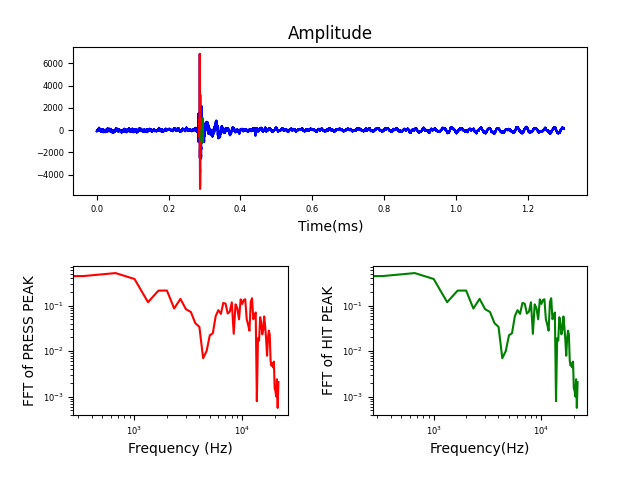 Amplitude
6000
4000
2000
0
−2000
−4000
0.0 0.2 0.4 0.6 0.8 1.0 1.2
Time(ms)
FFT of PRESS PEAK
10⁻¹
10⁻²
10⁻³
10³ 10⁴
Frequency (Hz)
FFT of HIT PEAK
10⁻¹
10⁻²
10⁻³
10³ 10⁴
Frequency(Hz)